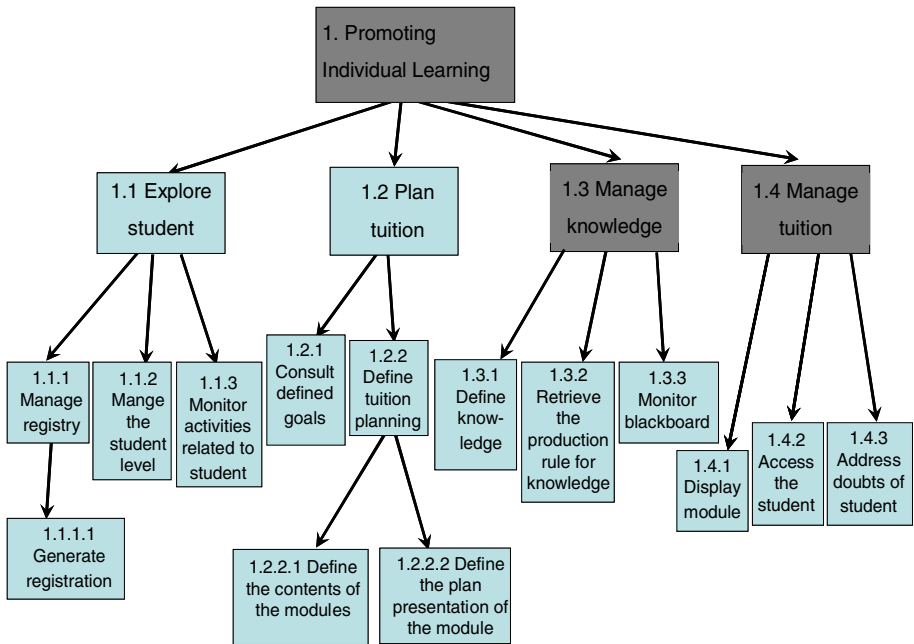 1. Promoting
Individual Learning
1.1 Explore
student
1.2 Plan
tuition
1.3 Manage
knowledge
1.4 Manage
tuition
1.1.1
Manage
registry
1.1.2
Mange
the
student
level
1.1.3
Monitor
activities
related to
student
1.2.1
Consult
defined
goals
1.2.2
Define
tuition
planning
1.3.1
Define
know-
ledge
1.3.2
Retrieve
the
production
rule for
knowledge
1.3.3
Monitor
blackboard
1.4.1
Display
module
1.4.2
Access
the
student
1.4.3
Address
doubts of
student
1.1.1.1
Generate
registration
1.2.2.1 Define
the contents of
the modules
1.2.2.2 Define
the plan
presentation of
the module